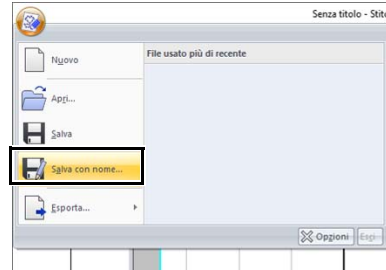 Senza titolo - Stit
Nuovo
File usato più di recente
Apri...
Salva
Salva con nome...
Esporta...
Opzioni